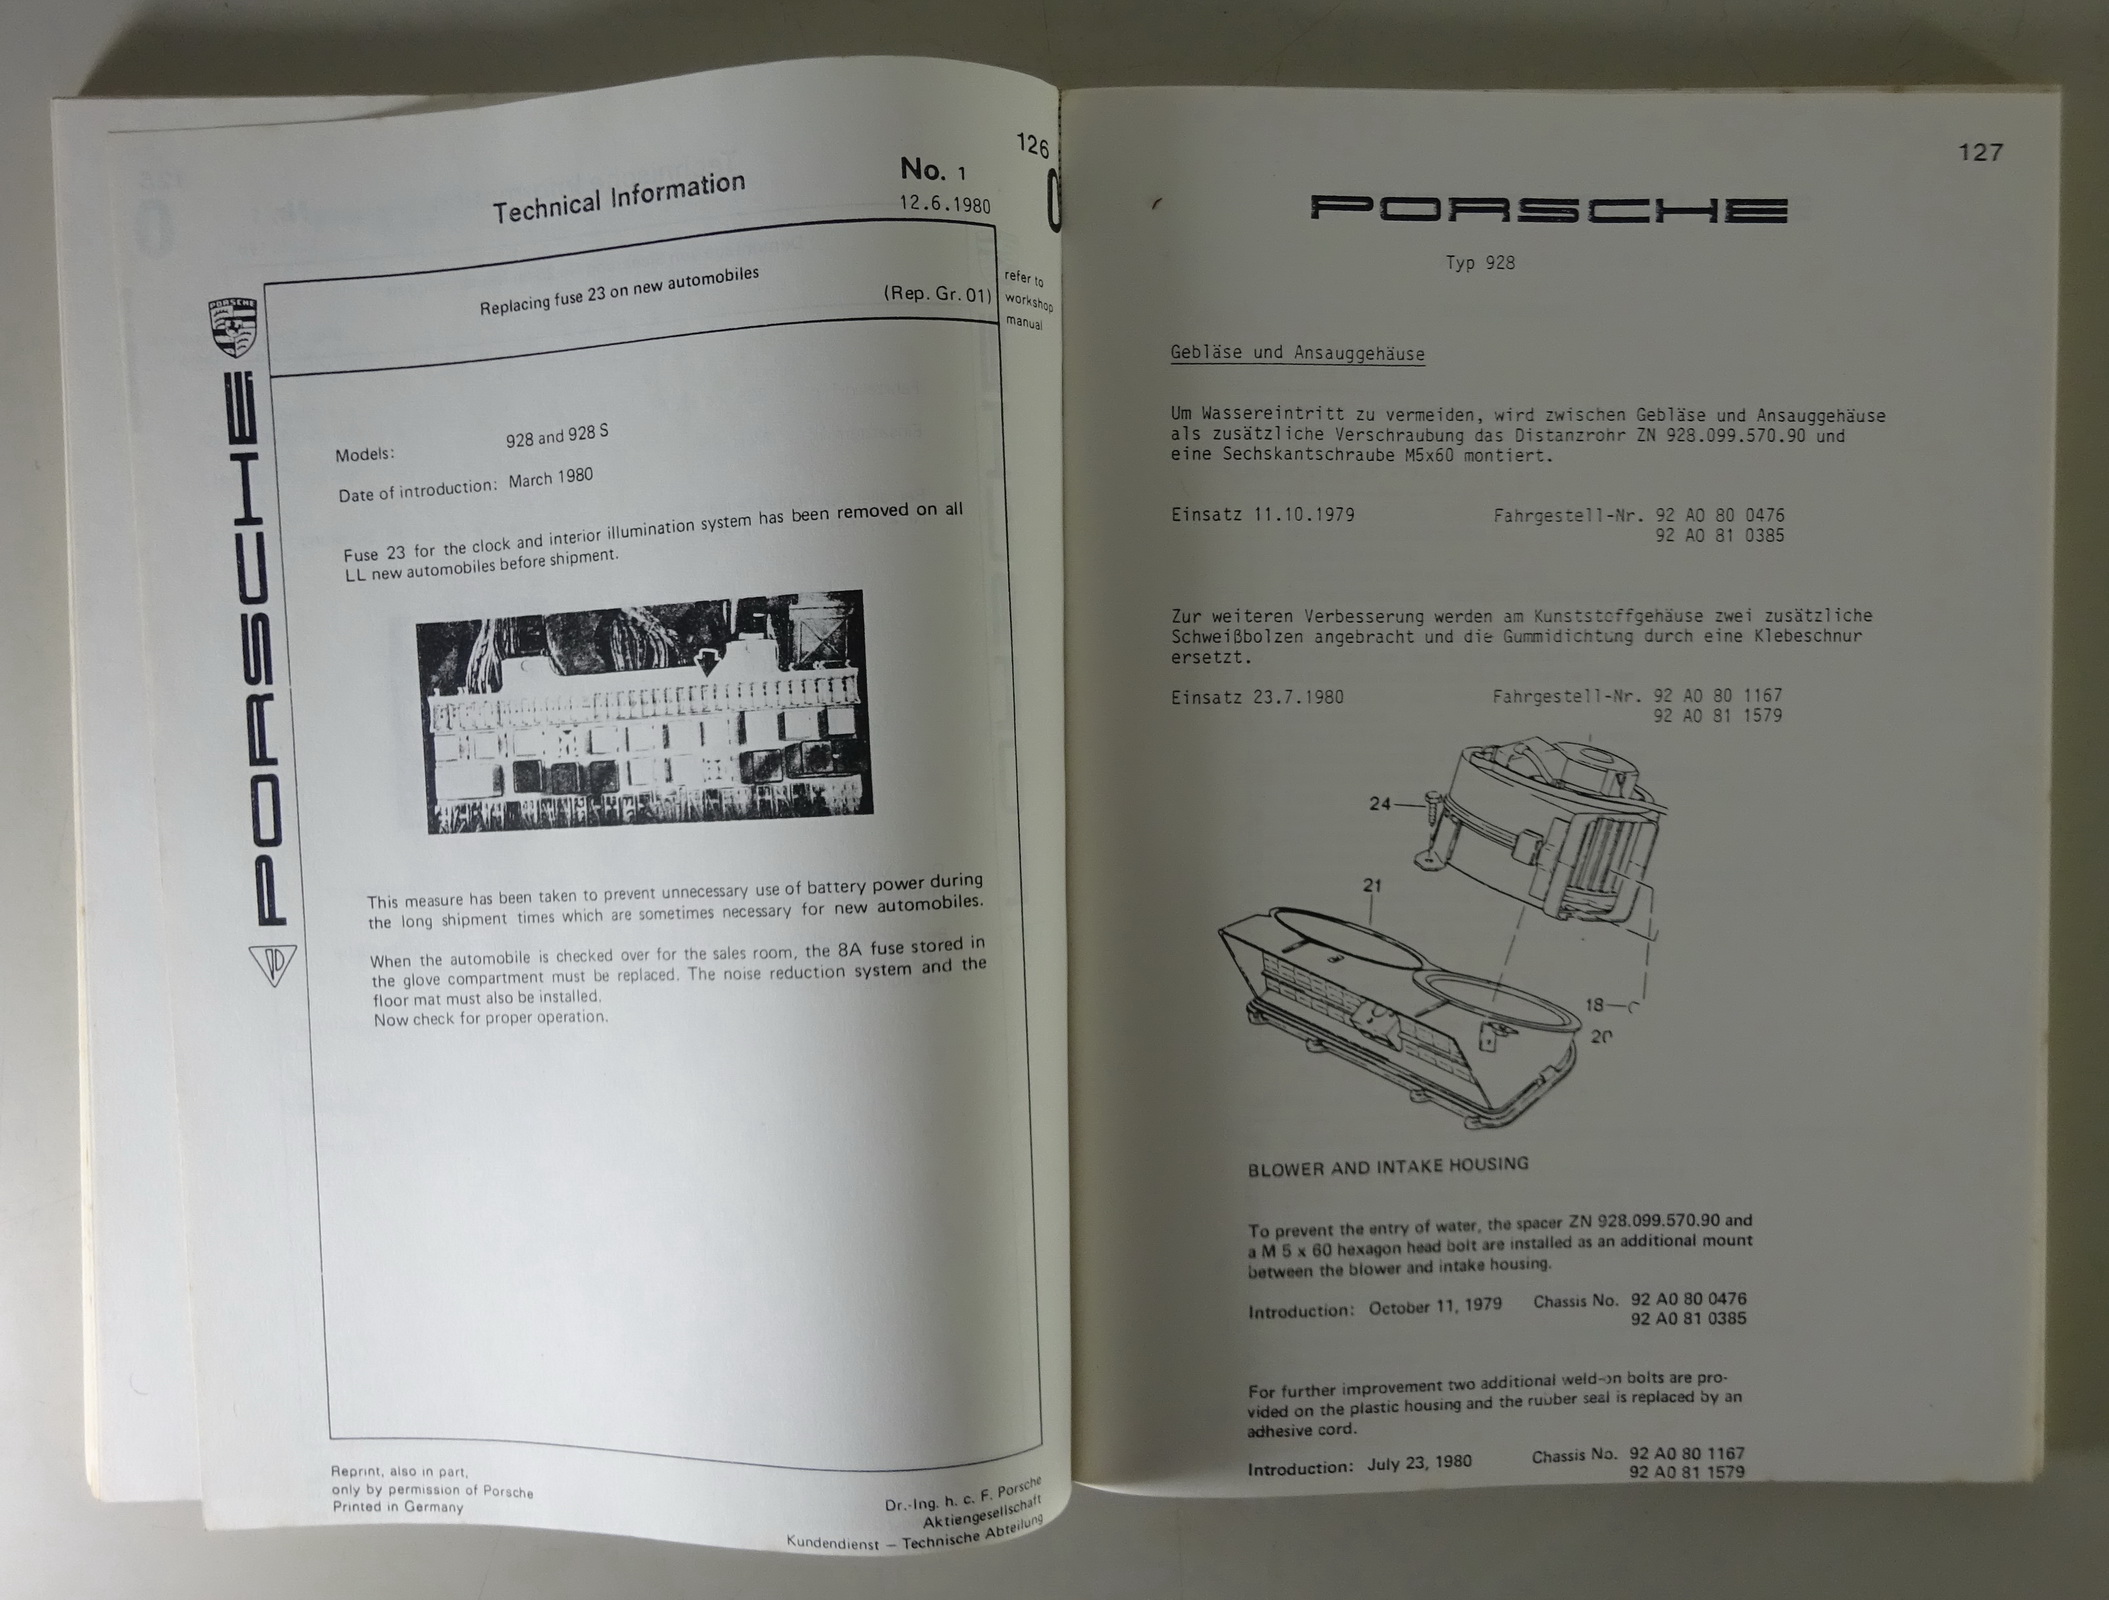 126
Technical Information
No. 1
12.6.1980
0
Replacing fuse 23 on new automobiles
(Rep. Gr. 01)
refer to
workshop
manual
PORSCHE
PORSCHE
Models: 928 and 928 S
Date of introduction: March 1980
Fuse 23 for the clock and interior illumination system has been removed on all
LL new automobiles before shipment.
This measure has been taken to prevent unnecessary use of battery power during
the long shipment times which are sometimes necessary for new automobiles.
When the automobile is checked over for the sales room, the 8A fuse stored in
the glove compartment must be replaced. The noise reduction system and the
floor mat must also be installed.
Now check for proper operation.
Reprint, also in part,
only by permission of Porsche
Printed in Germany
Dr.-Ing. h. c. F. Porsche
Aktiengesellschaft
Kundendienst – Technische Abteilung
127
PORSCHE
Typ 928
Gebläse und Ansauggehäuse
Um Wassereintritt zu vermeiden, wird zwischen Gebläse und Ansauggehäuse
als zusätzliche Verschraubung das Distanzrohr ZN 928.099.570.90 und
eine Sechskantschraube M5x60 montiert.
Einsatz 11.10.1979 Fahrgestell-Nr. 92 A0 80 0476
92 A0 81 0385
Zur weiteren Verbesserung werden am Kunststoffgehäuse zwei zusätzliche
Schweißbolzen angebracht und die Gummidichtung durch eine Klebeschnur
ersetzt.
Einsatz 23.7.1980 Fahrgestell-Nr. 92 A0 80 1167
92 A0 81 1579
24
21
18
20
BLOWER AND INTAKE HOUSING
To prevent the entry of water, the spacer ZN 928.099.570.90 and
a M 5 x 60 hexagon head bolt are installed as an additional mount
between the blower and intake housing.
Introduction: October 11, 1979 Chassis No. 92 A0 80 0476
92 A0 81 0385
For further improvement two additional weld-on bolts are pro-
vided on the plastic housing and the rubber seal is replaced by an
adhesive cord.
Introduction: July 23, 1980 Chassis No. 92 A0 80 1167
92 A0 81 1579